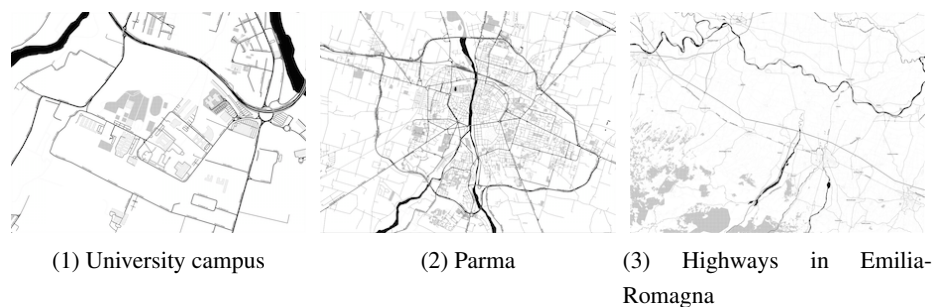 (1) University campus
(2) Parma
(3) Highways in Emilia-
Romagna